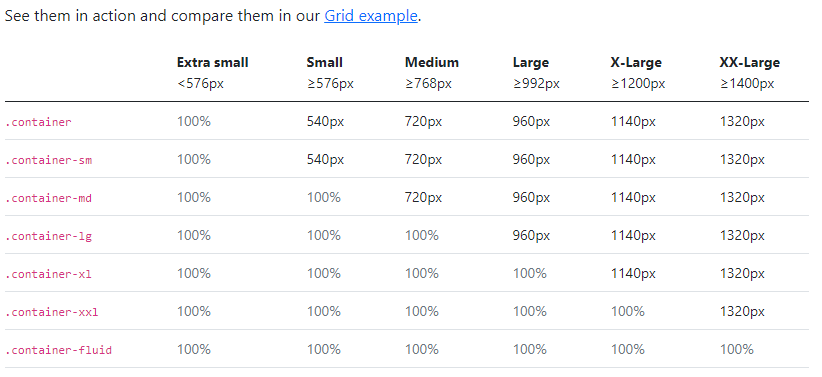 See them in action and compare them in our Grid example.
Extra small Small Medium Large X-Large XX-Large
<576px ≥576px ≥768px ≥992px ≥1200px ≥1400px
.container 100% 540px 720px 960px 1140px 1320px
.container-sm 100% 540px 720px 960px 1140px 1320px
.container-md 100% 100% 720px 960px 1140px 1320px
.container-lg 100% 100% 100% 960px 1140px 1320px
.container-xl 100% 100% 100% 100% 1140px 1320px
.container-xxl 100% 100% 100% 100% 100% 1320px
.container-fluid 100% 100% 100% 100% 100% 100%